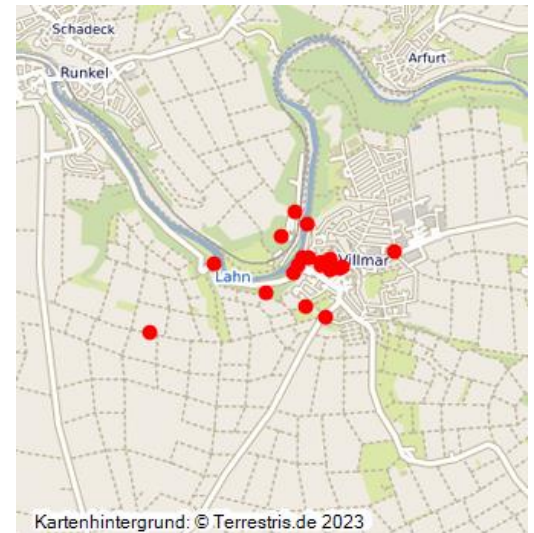 Schadeck
Runkel
Arfurt
Villmar
Lahn
Kartenhintergrund: © Terrestris.de 2023